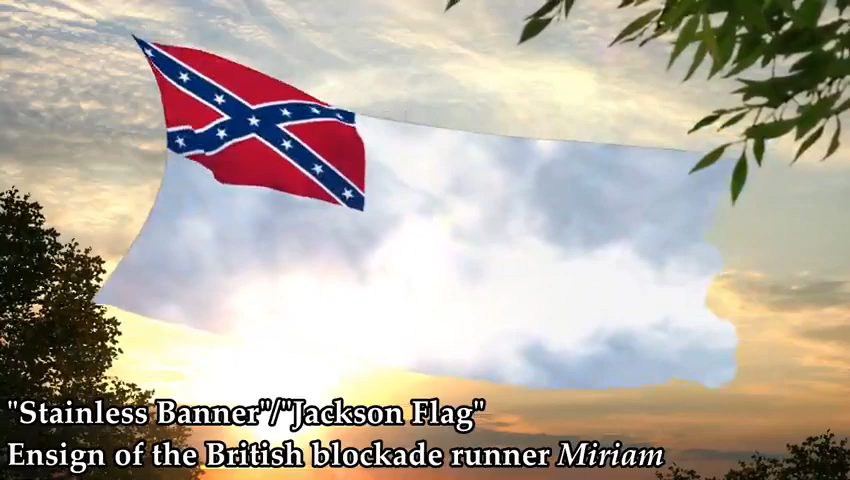 "Stainless Banner"/"Jackson Flag"
Ensign of the British blockade runner Miriam